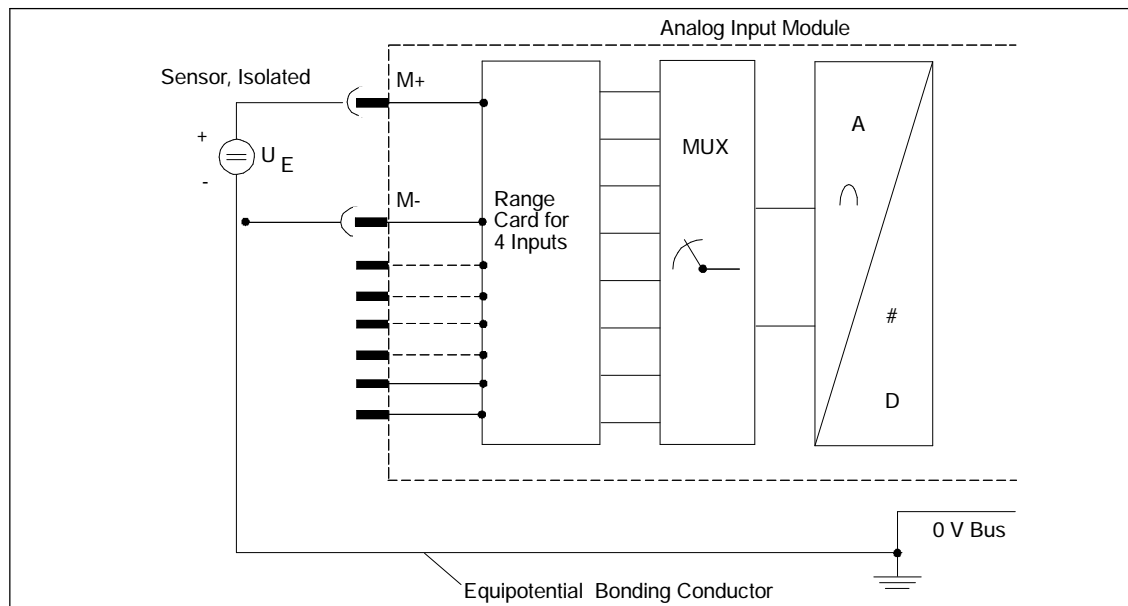 Analog Input Module
Sensor, Isolated
M+
+
U E
-
M-
Range
Card for
4 Inputs
MUX
A
#
D
0 V Bus
Equipotential Bonding Conductor